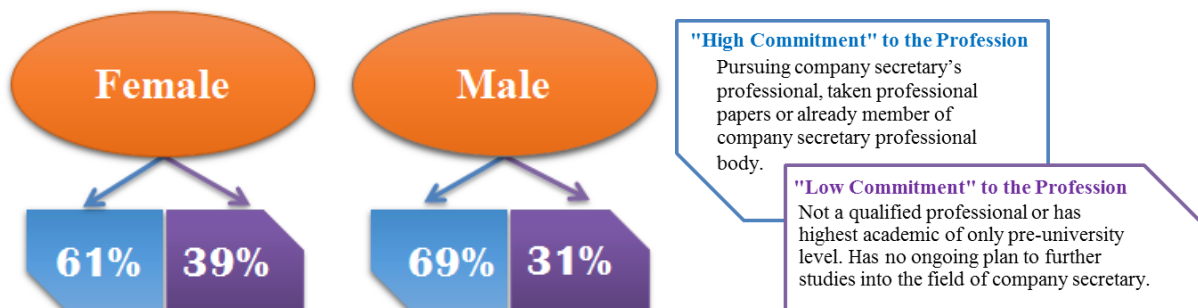 Female
Male
61%
39%
69%
31%
"High Commitment" to the Profession
Pursuing company secretary's
professional, taken professional
papers or already member of
company secretary professional
body.
"Low Commitment" to the Profession
Not a qualified professional or has
highest academic of only pre-university
level. Has no ongoing plan to further
studies into the field of company secretary.